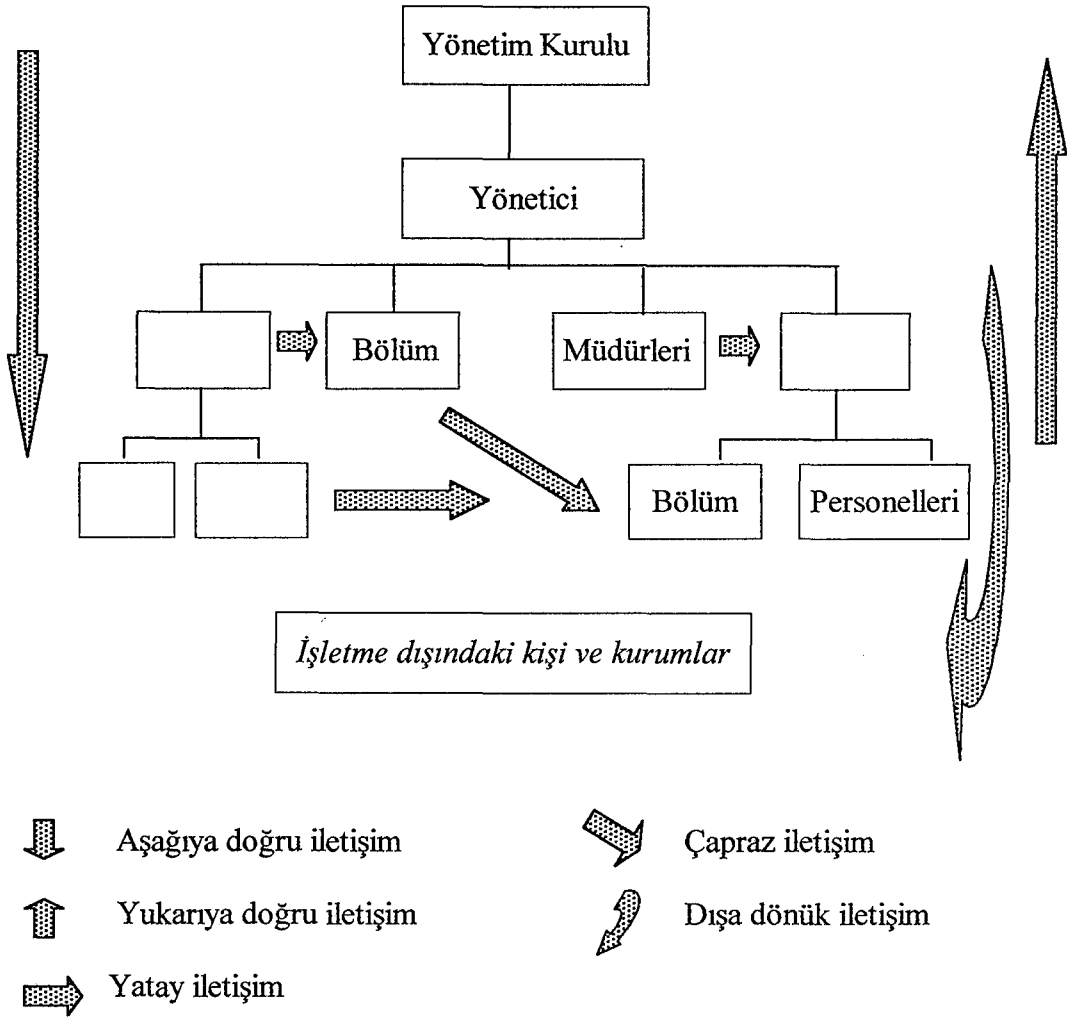 Yönetim Kurulu
Yönetici
Bölüm
Müdürleri
Bölüm
Personelleri
İşletme dışındaki kişi ve kurumlar
Aşağıya doğru iletişim
Çapraz iletişim
Yukarıya doğru iletişim
Dışa dönük iletişim
Yatay iletişim